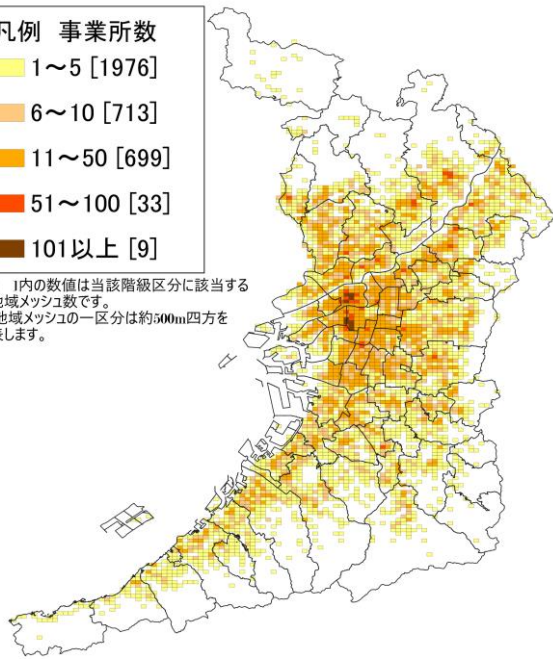 凡例 事業所数
1～5 [1976]
6～10 [713]
11～50 [699]
51～100 [33]
101以上 [9]
]内の数値は当該階級区分に該当する
地域メッシュ数です。
地域メッシュの一区分は約500m四方を
表します。